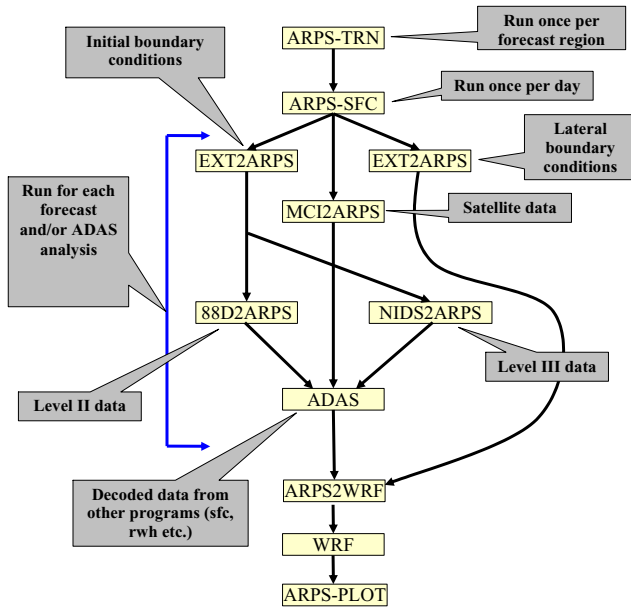 Initial boundary
conditions
ARPS-TRN
Run once per
forecast region
ARPS-SFC
Run once per day
EXT2ARPS
EXT2ARPS
Lateral
boundary
conditions
Run for each
forecast
and/or ADAS
analysis
MCI2ARPS
Satellite data
88D2ARPS
NIDS2ARPS
Level II data
Level III data
ADAS
Decoded data from
other programs (sfc,
rwh etc.)
ARPS2WRF
WRF
ARPS-PLOT